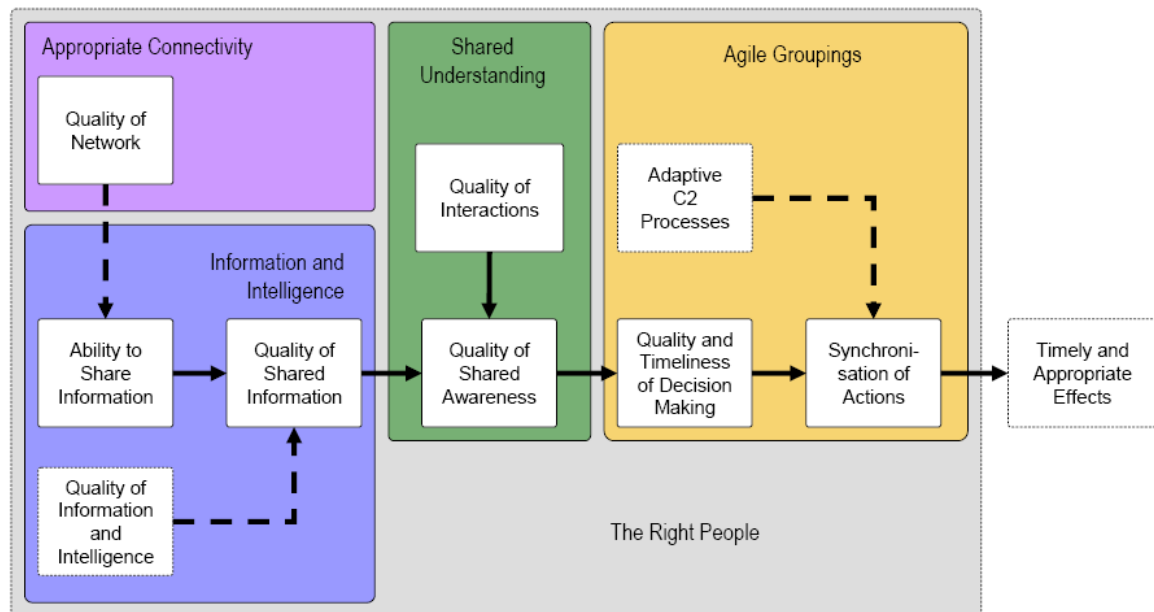 Appropriate Connectivity
Quality of
Network
Information and
Intelligence
Ability to
Share
Information
Quality of
Shared
Information
Quality of
Information
and
Intelligence
Shared
Understanding
Quality of
Interactions
Quality of
Shared
Awareness
Agile Groupings
Adaptive
C2
Processes
Quality and
Timeliness
of Decision
Making
Synchroni-
sation of
Actions
Timely and
Appropriate
Effects
The Right People